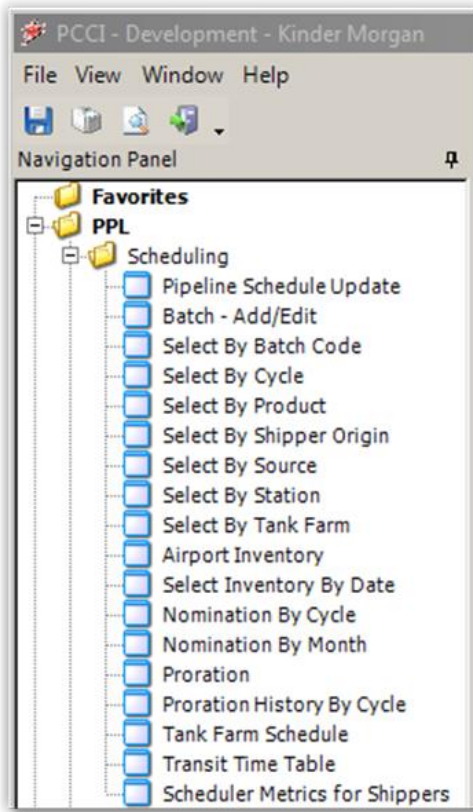 PCCI - Development - Kinder Morgan
File View Window Help
Navigation Panel
Favorites
PPL
Scheduling
Pipeline Schedule Update
Batch - Add/Edit
Select By Batch Code
Select By Cycle
Select By Product
Select By Shipper Origin
Select By Source
Select By Station
Select By Tank Farm
Airport Inventory
Select Inventory By Date
Nomination By Cycle
Nomination By Month
Proration
Proration History By Cycle
Tank Farm Schedule
Transit Time Table
Scheduler Metrics for Shippers